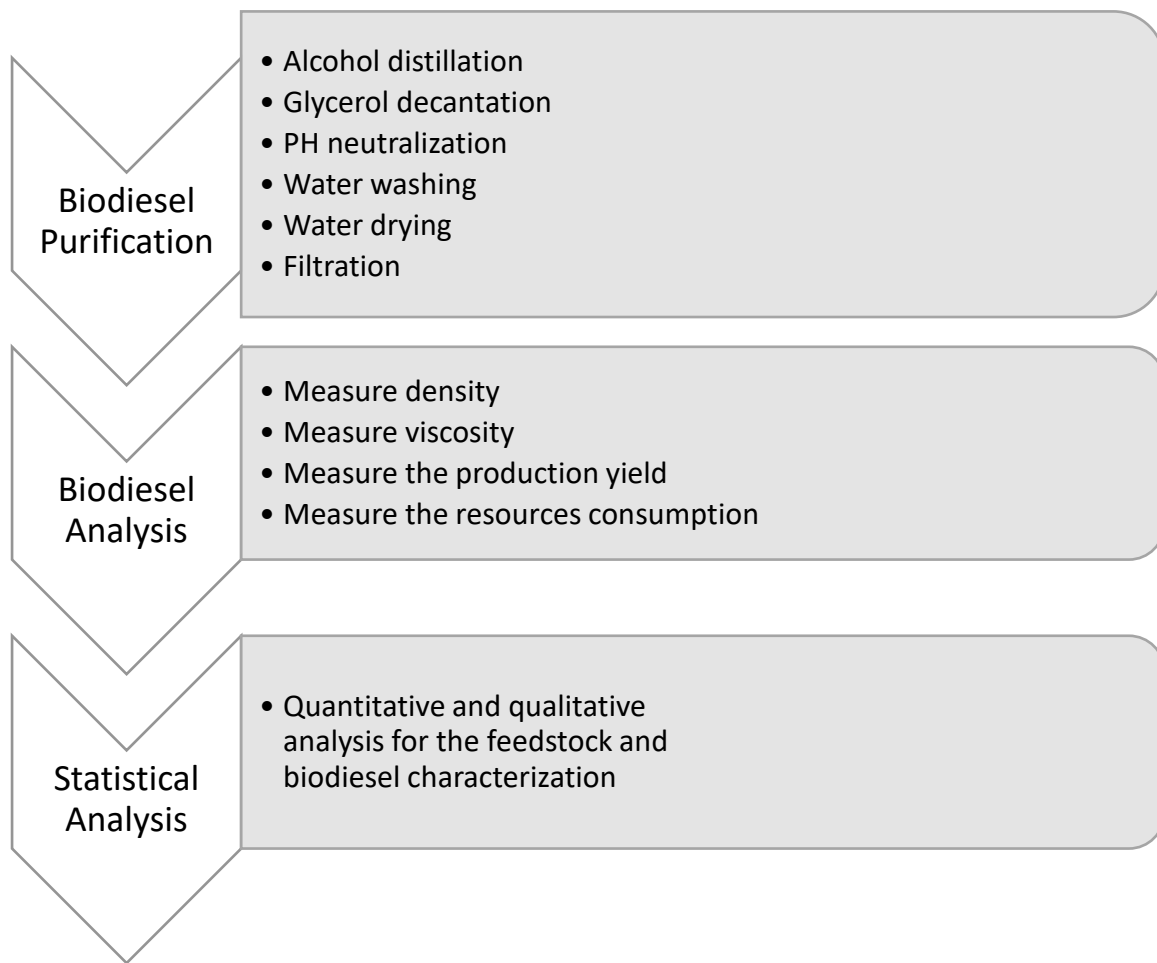 Biodiesel
Purification
• Alcohol distillation
• Glycerol decantation
• PH neutralization
• Water washing
• Water drying
• Filtration
Biodiesel
Analysis
• Measure density
• Measure viscosity
• Measure the production yield
• Measure the resources consumption
Statistical
Analysis
• Quantitative and qualitative
analysis for the feedstock and
biodiesel characterization